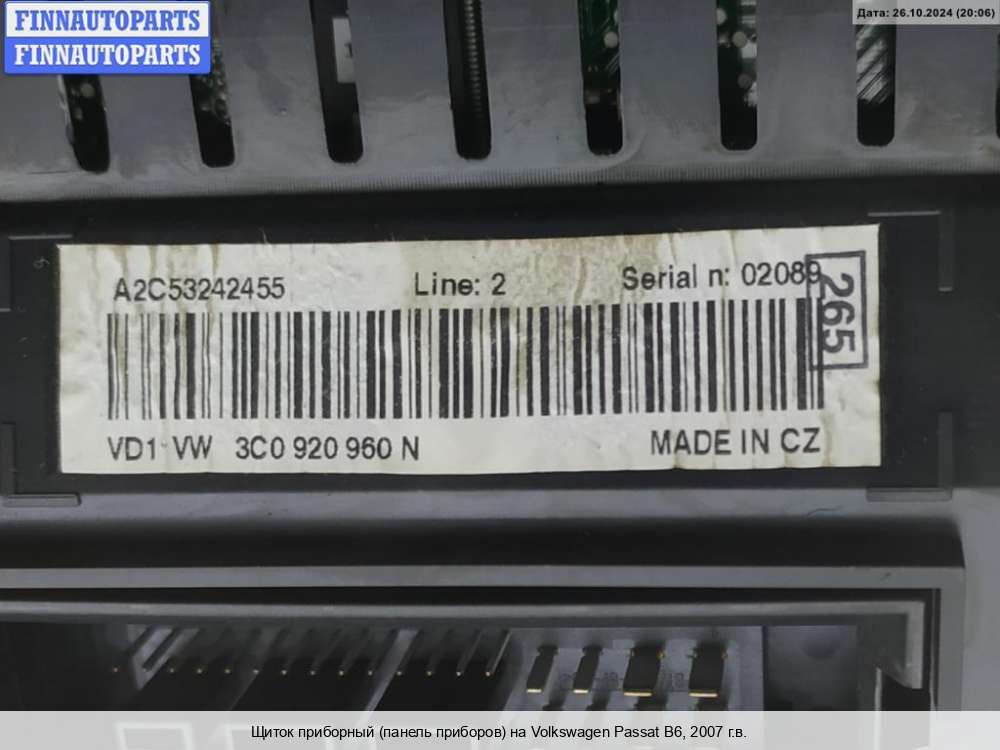 FINNAUTOPARTS
FINNAUTOPARTS
Дата: 26.10.2024 (20:06)
A2C53242455 Line: 2 Serial n: 02089
265
VD1 VW 3C0 920 960 N MADE IN CZ
Щиток приборный (панель приборов) на Volkswagen Passat B6, 2007 г.в.